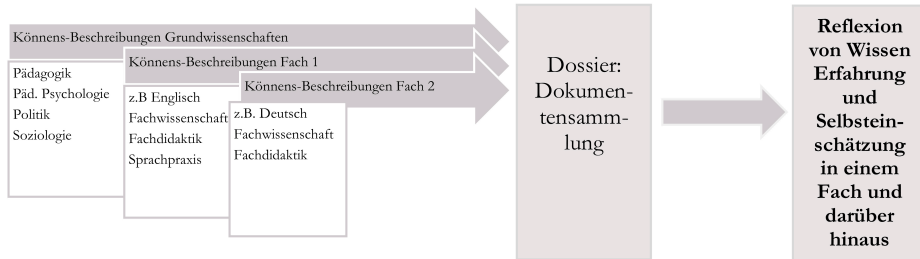 Könnens-Beschreibungen Grundwissenschaften
Pädagogik
Päd. Psychologie
Politik
Soziologie
Könnens-Beschreibungen Fach 1
z.B Englisch
Fachwissenschaft
Fachdidaktik
Sprachpraxis
Könnens-Beschreibungen Fach 2
z.B. Deutsch
Fachwissenschaft
Fachdidaktik
Dossier:
Dokumen-
tensamm-
lung
Reflexion
von Wissen
Erfahrung
und
Selbstein-
schätzung
in einem
Fach und
darüber
hinaus